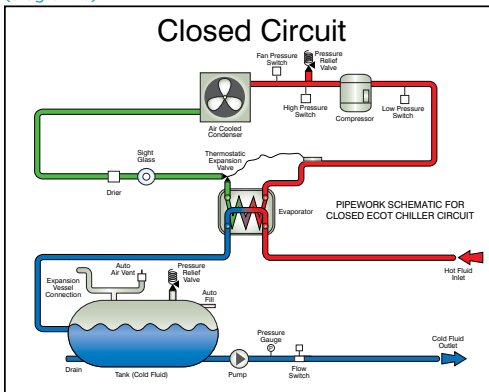 Closed Circuit
Fan Pressure
Switch
Pressure
Relief
Valve
High Pressure
Switch
Compressor
Low Pressure
Switch
Air Cooled
Condenser
Sight
Glass
Thermostatic
Expansion
Valve
Drier
Evaporator
PIPEWORK SCHEMATIC FOR
CLOSED ECOT CHILLER CIRCUIT
Hot Fluid
Inlet
Auto
Air Vent
Pressure
Relief
Valve
Expansion
Vessel
Connection
Auto
Fill
Pressure
Gauge
P
Cold Fluid
Outlet
Drain
Tank (Cold Fluid)
Pump
Flow
Switch